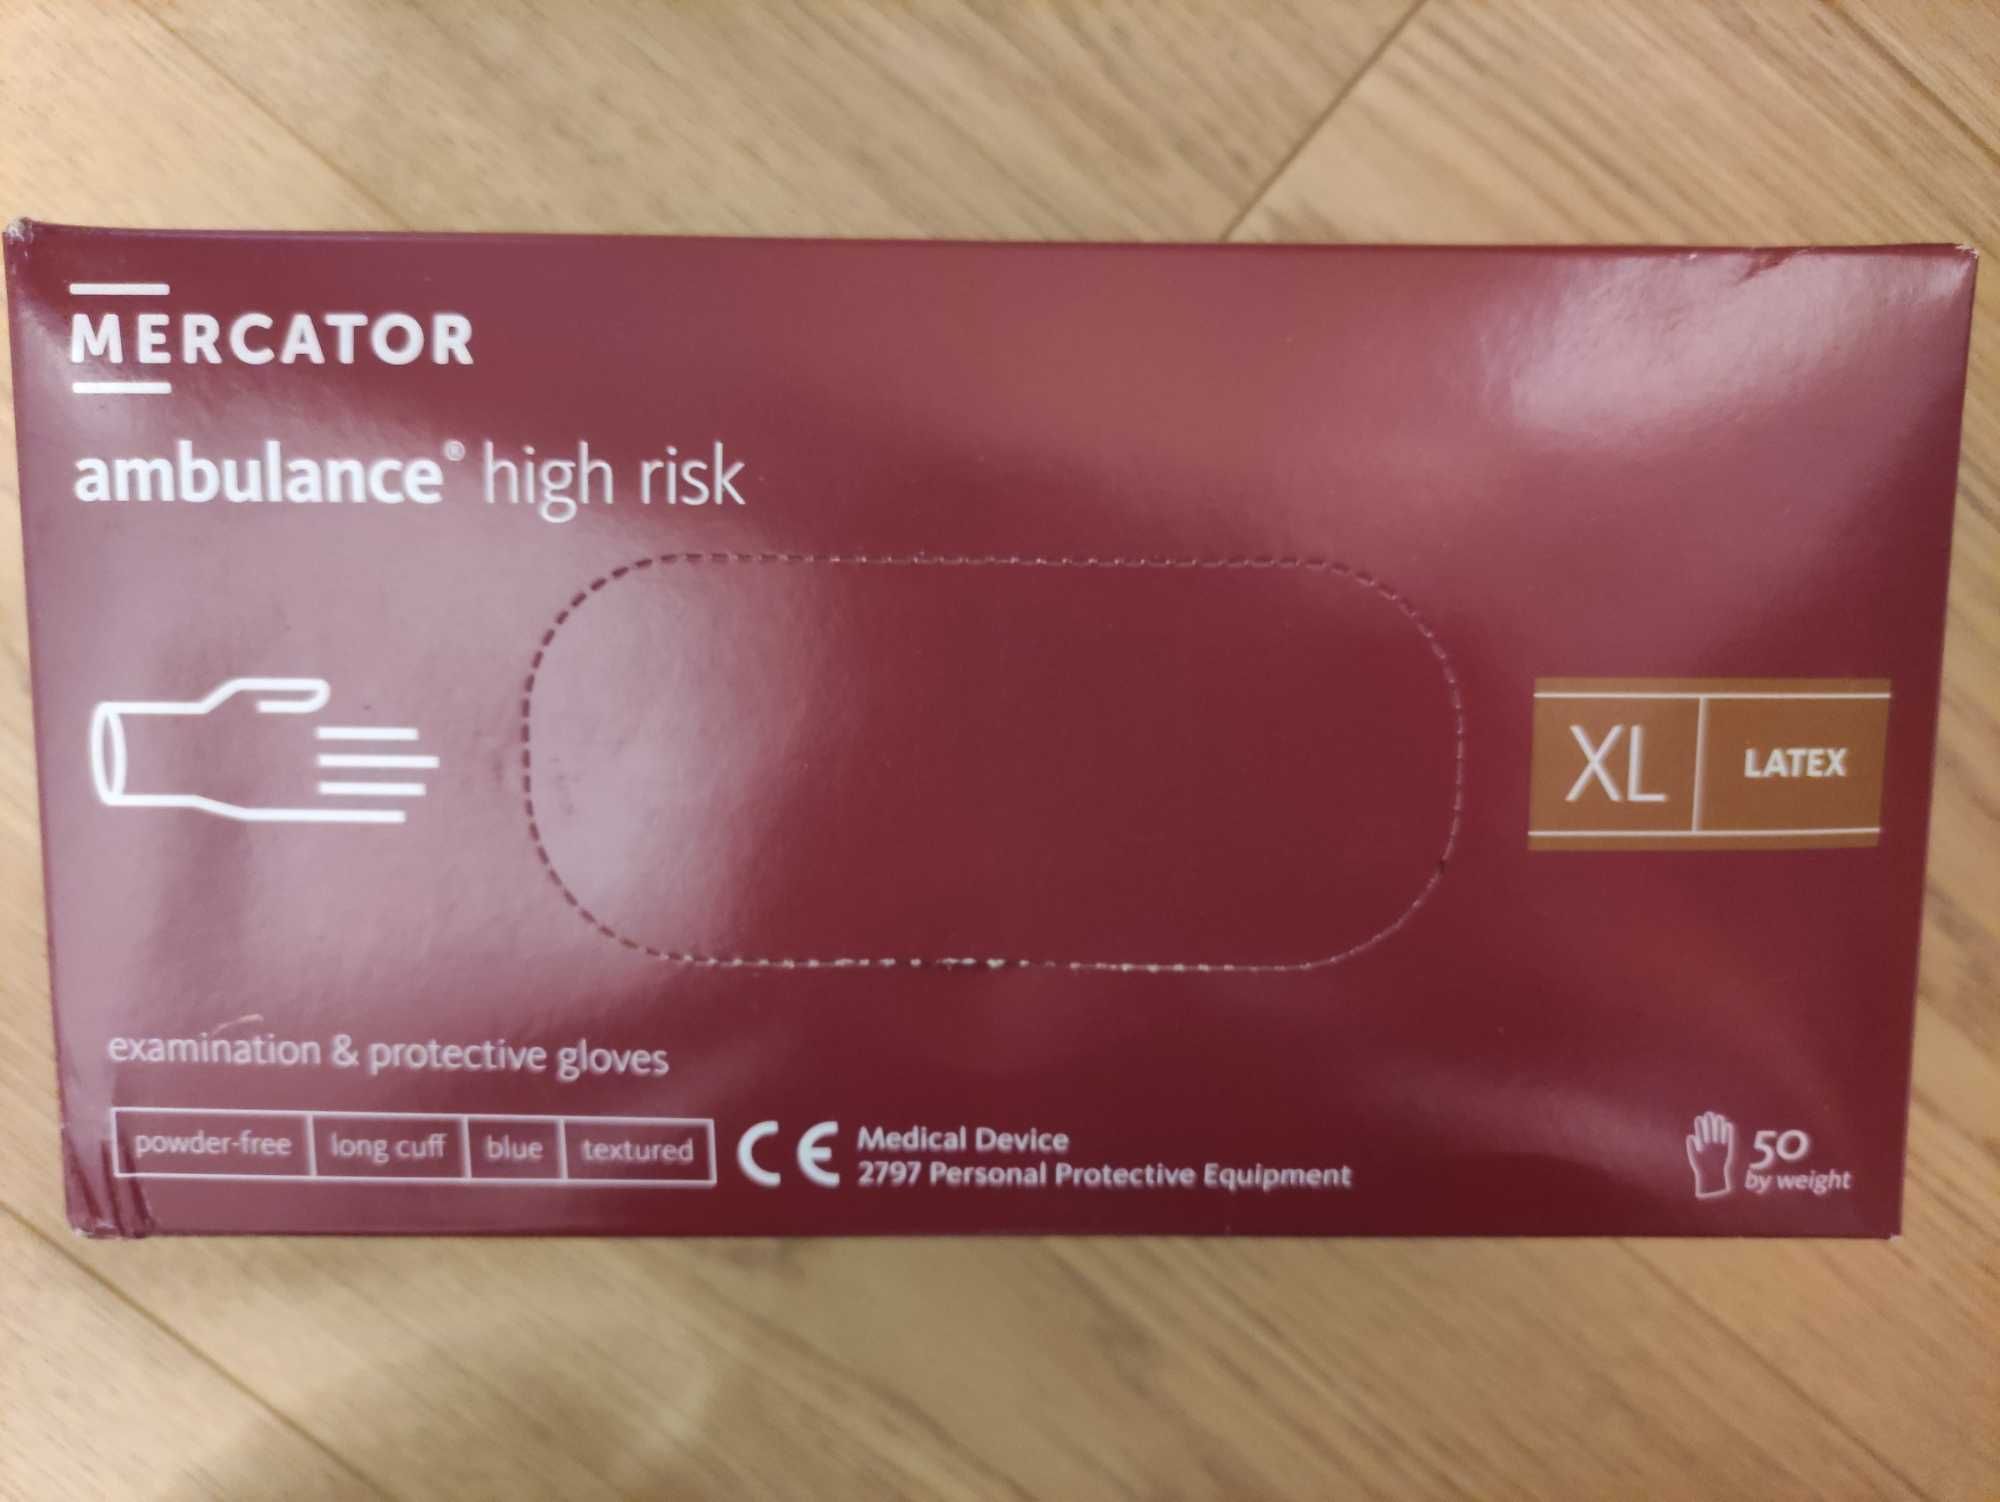 MERCATOR
ambulance® high risk
XL LATEX
examination & protective gloves
powder-free long cuff blue textured
CE Medical Device
2797 Personal Protective Equipment
50
by weight